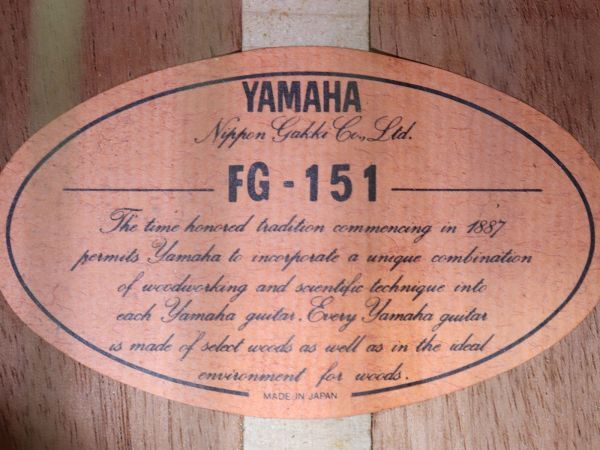 YAMAHA
Nippon Gakki Co., Ltd.
FG-151
The time honored tradition commencing in 1887
permits Yamaha to incorporate a unique combination
of woodworking and scientific technique into
each Yamaha guitar. Every Yamaha guitar
is made of select woods as well as in the ideal
environment for woods.
MADE IN JAPAN